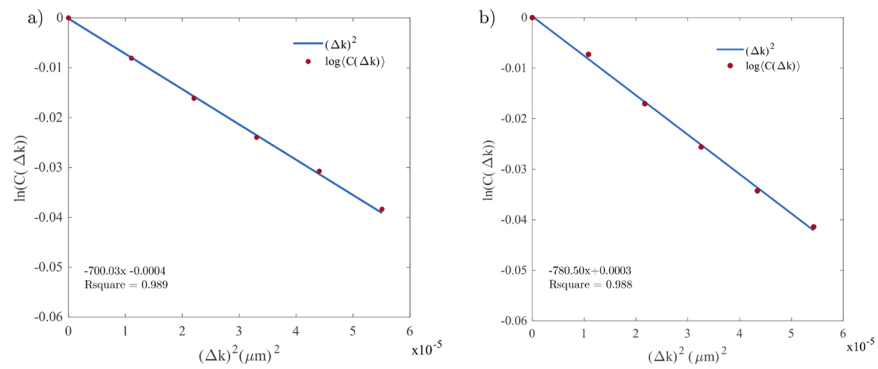 a)
0
-0.01
-0.02
-0.03
-0.04
-0.05
-0.06
ln(C( Δk))
(Δk)²
log⟨C(Δk)⟩
-700.03x -0.0004
Rsquare = 0.989
0 1 2 3 4 5 6
x10⁻⁵
(Δk)²(μm)²
b)
0
-0.01
-0.02
-0.03
-0.04
-0.05
-0.06
ln(C( Δk))
(Δk)²
log⟨C(Δk)⟩
-780.50x+0.0003
Rsquare = 0.988
0 1 2 3 4 5 6
x10⁻⁵
(Δk)² (μm)²